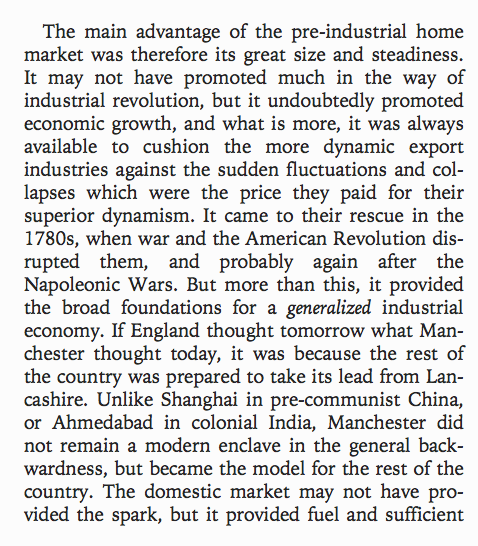 The main advantage of the pre-industrial home
market was therefore its great size and steadiness.
It may not have promoted much in the way of
industrial revolution, but it undoubtedly promoted
economic growth, and what is more, it was always
available to cushion the more dynamic export
industries against the sudden fluctuations and col-
lapses which were the price they paid for their
superior dynamism. It came to their rescue in the
1780s, when war and the American Revolution dis-
rupted them, and probably again after the
Napoleonic Wars. But more than this, it provided
the broad foundations for a generalized industrial
economy. If England thought tomorrow what Man-
chester thought today, it was because the rest of
the country was prepared to take its lead from Lan-
cashire. Unlike Shanghai in pre-communist China,
or Ahmedabad in colonial India, Manchester did
not remain a modern enclave in the general back-
wardness, but became the model for the rest of the
country. The domestic market may not have pro-
vided the spark, but it provided fuel and sufficient